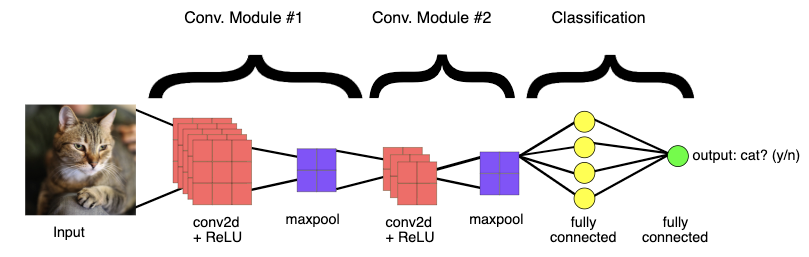 Conv. Module #1
Conv. Module #2
Classification
output: cat? (y/n)
Input
conv2d
+ ReLU
maxpool
conv2d
+ ReLU
maxpool
fully
connected
fully
connected